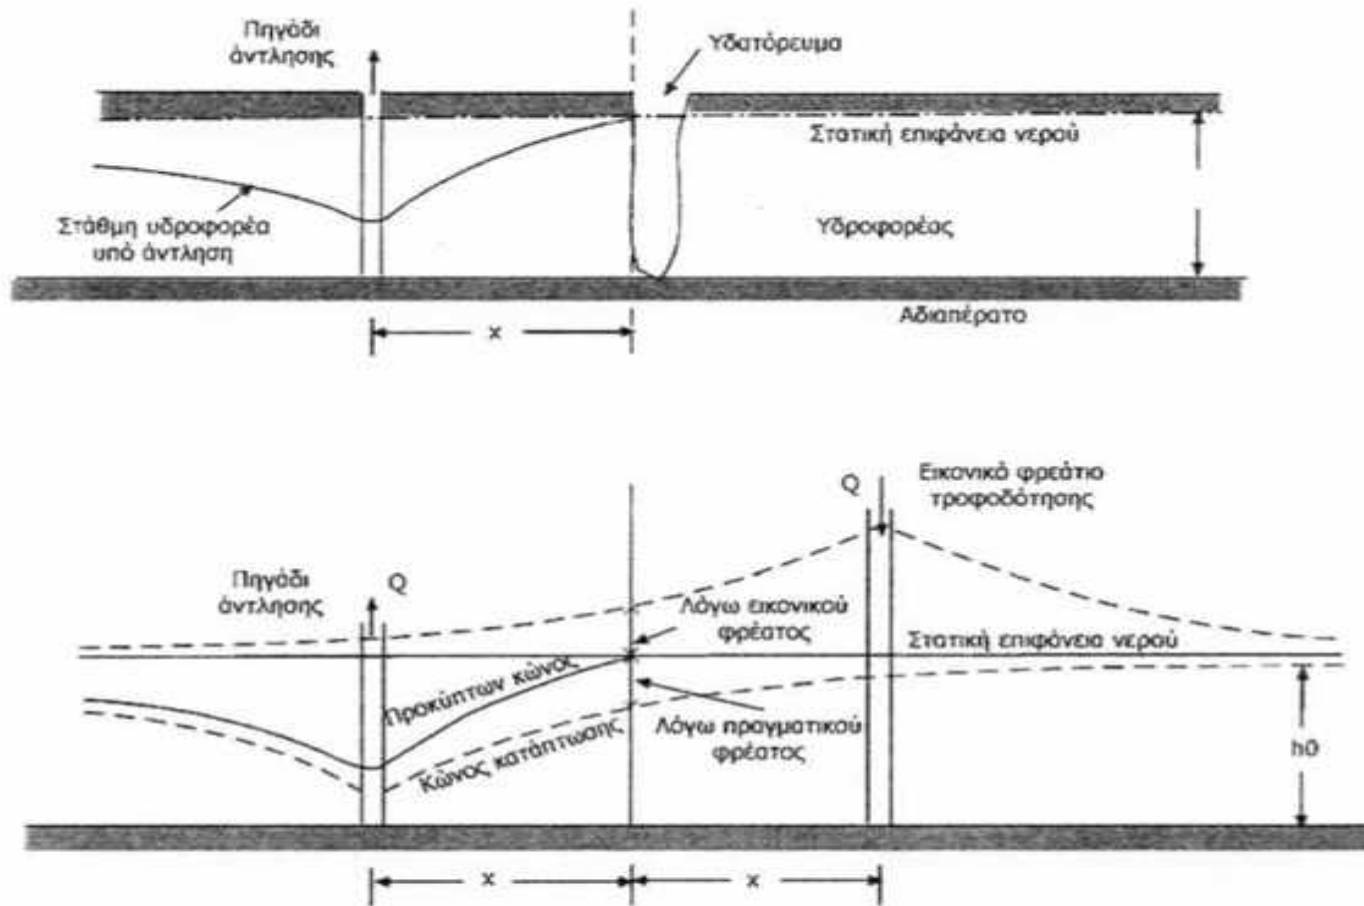 Πηγάδι
άντλησης
Υδατόρευμα
Στατική επιφάνεια νερού
Στάθμη υδροφορέα
υπό άντληση
Υδροφορέας
Αδιαπέρατο
x
Q
Εικονικό φρεάτιο
τροφοδότησης
Πηγάδι
άντλησης
Q
Λόγω εικονικού
φρέατος
Στατική επιφάνεια νερού
Προκύπτων κώνος
Κώνος κατάπτωσης
Λόγω πραγματικού
φρέατος
h0
x
x